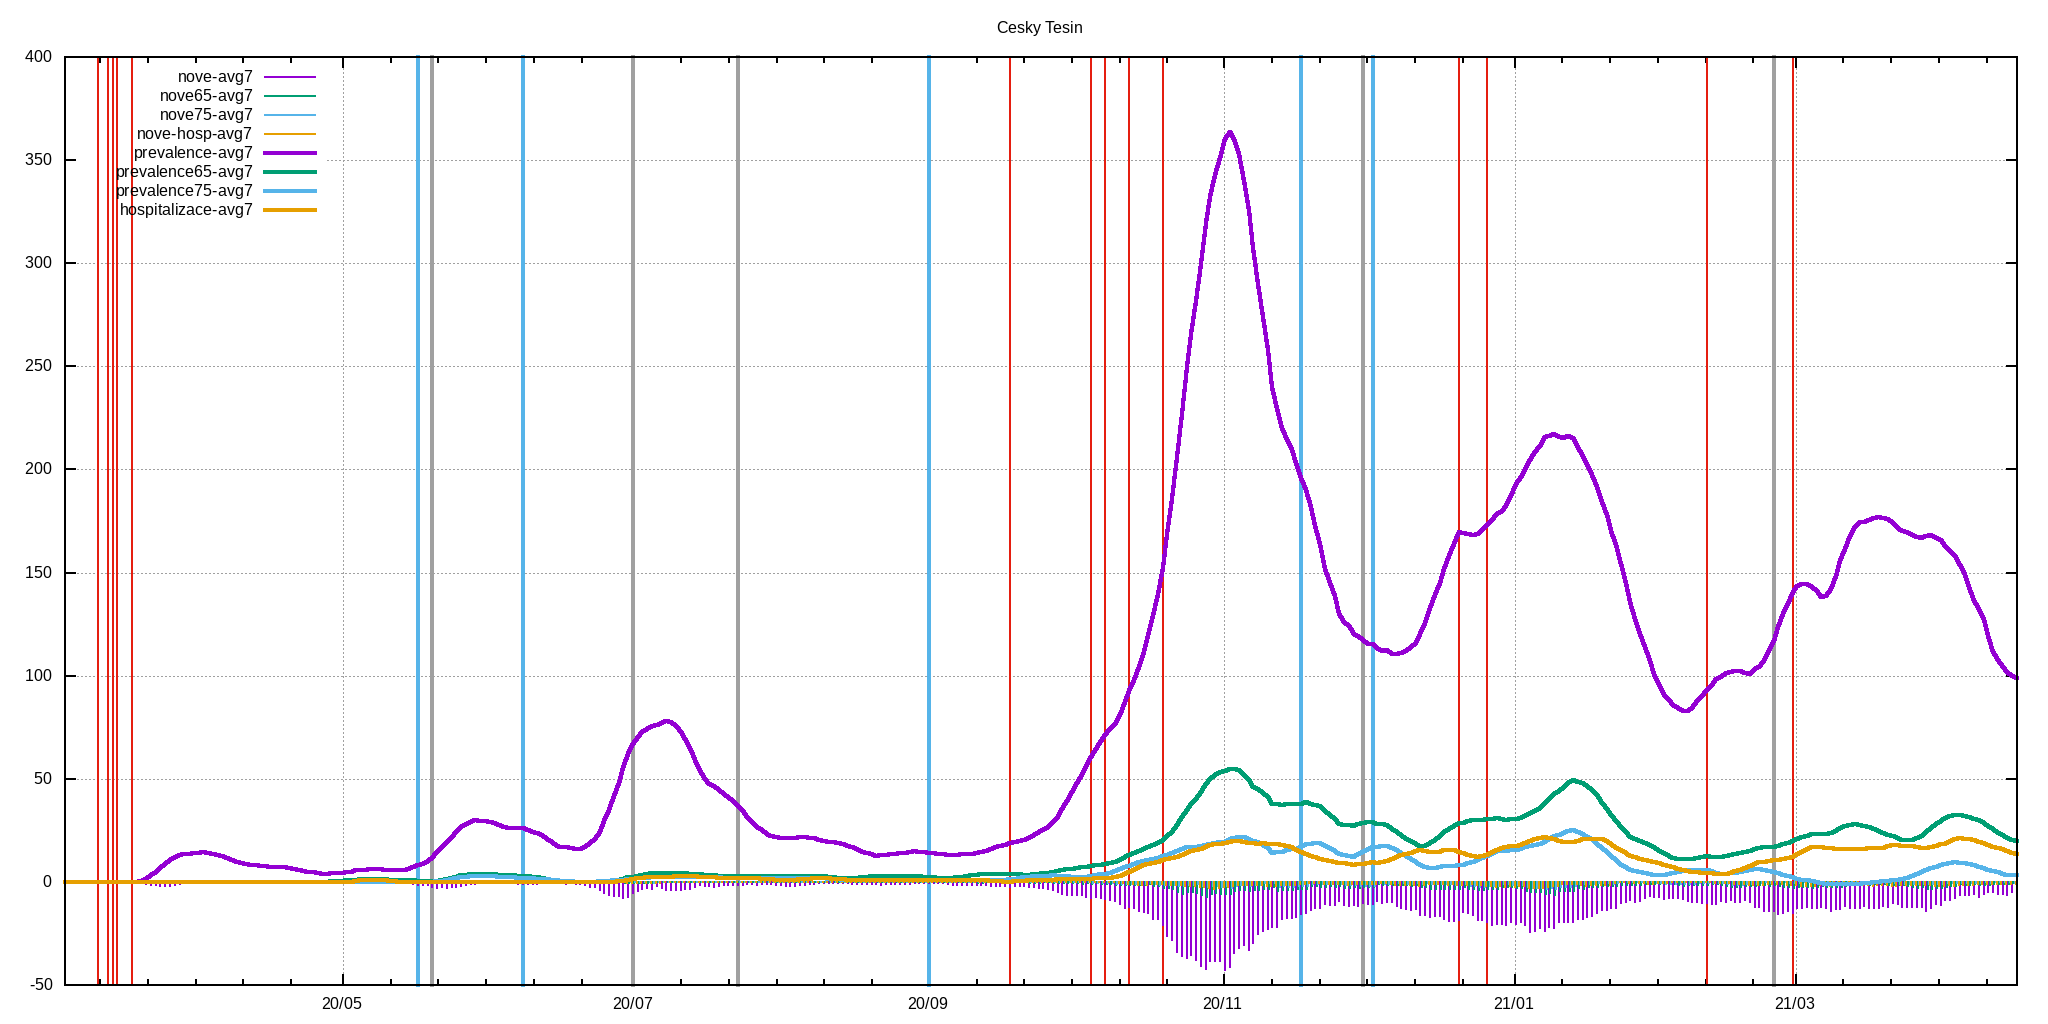 Cesky Tesin
400
350
300
250
200
150
100
50
0
-50
nove-avg7
nove65-avg7
nove75-avg7
nove-hosp-avg7
prevalence-avg7
prevalence65-avg7
prevalence75-avg7
hospitalizace-avg7
20/05
20/07
20/09
20/11
21/01
21/03